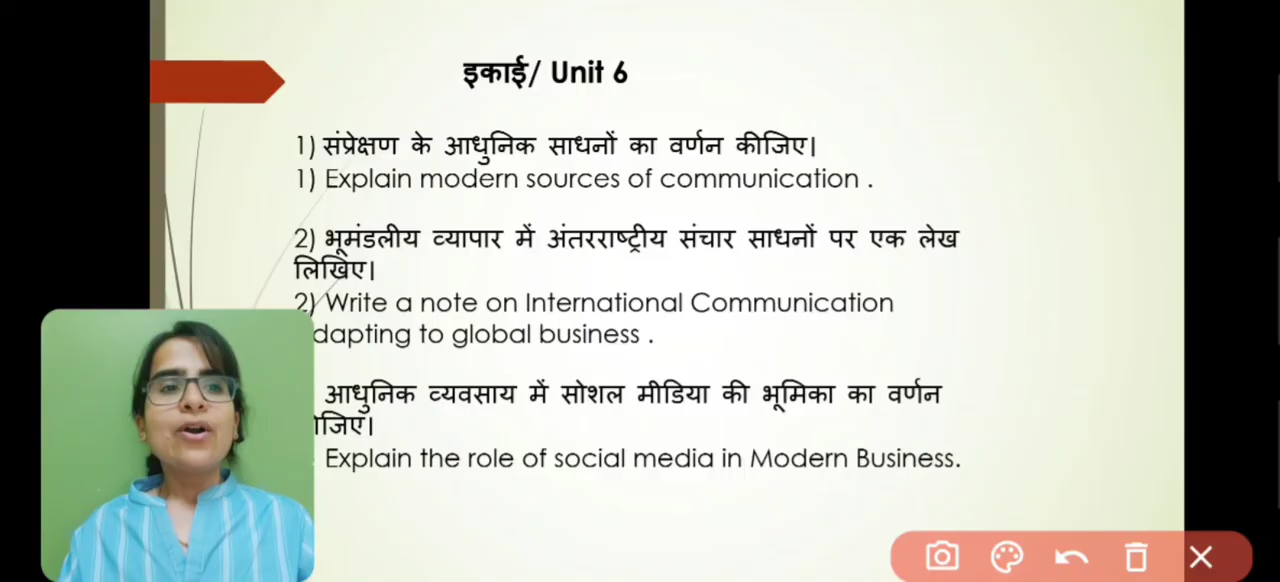 इकाई/ Unit 6
1) संप्रेक्षण के आधुनिक साधनों का वर्णन कीजिए।
1) Explain modern sources of communication .
2) भूमंडलीय व्यापार में अंतरराष्ट्रीय संचार साधनों पर एक लेख
लिखिए।
2) Write a note on International Communication
dapting to global business .
आधुनिक व्यवसाय में सोशल मीडिया की भूमिका का वर्णन
ीजिए।
Explain the role of social media in Modern Business.